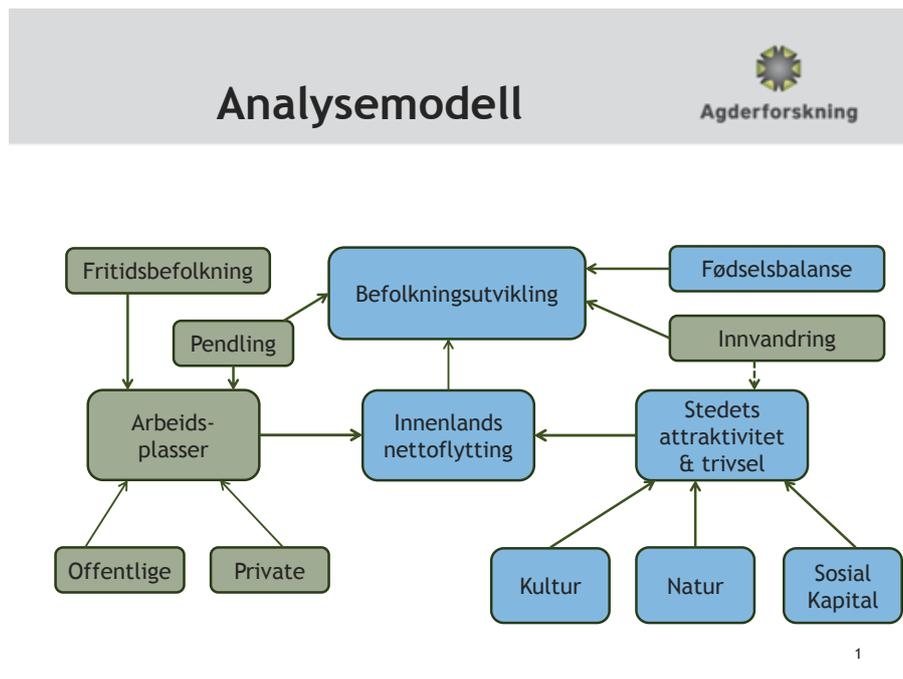 Analysemodell
Agderforskning
Fritidsbefolkning
Befolkningsutvikling
Fødselsbalanse
Pendling
Innvandring
Arbeids-
plasser
Innenlands
nettoflytting
Stedets
attraktivitet
& trivsel
Offentlige
Private
Kultur
Natur
Sosial
Kapital
1